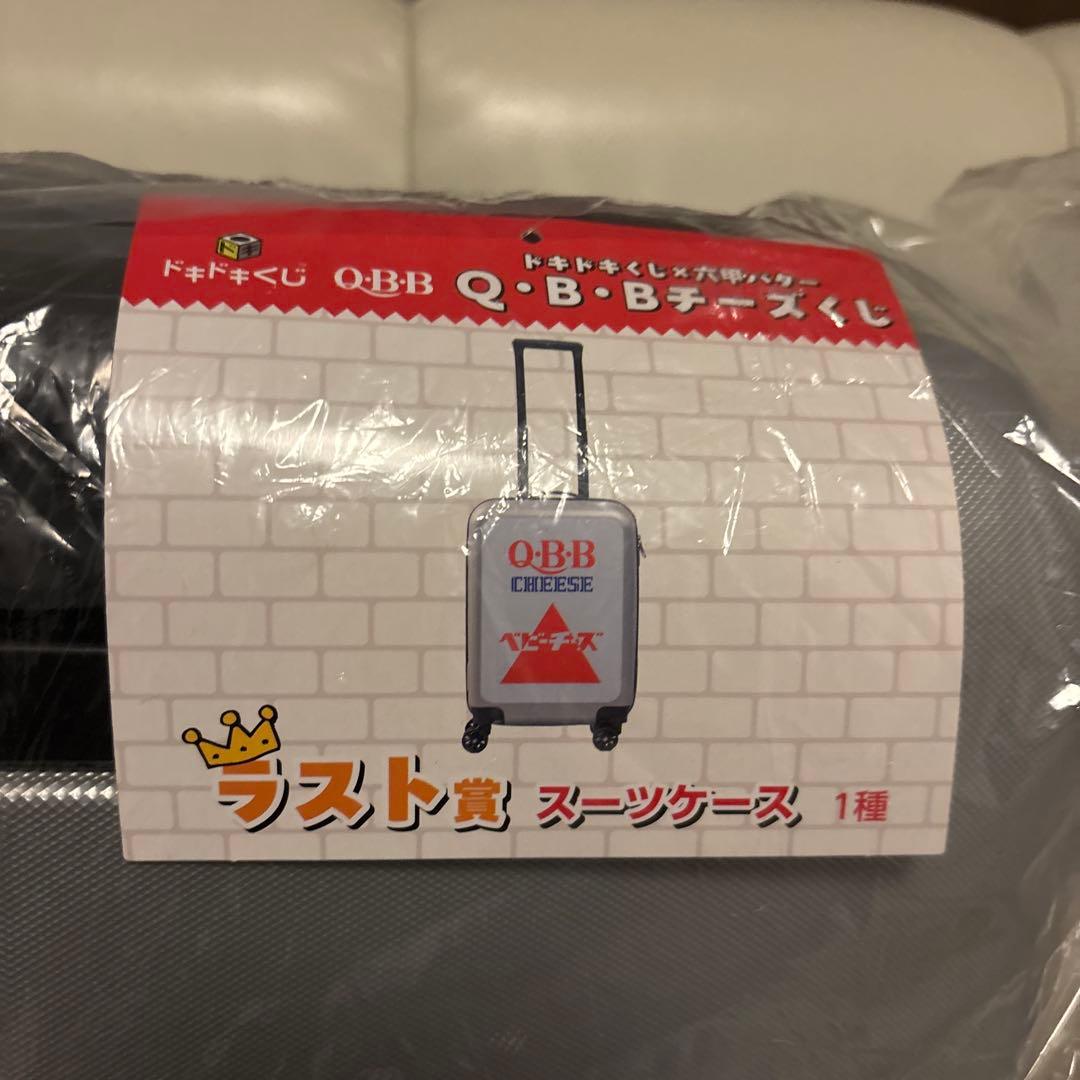 ドキドキくじ
Q·B·B
ドキドキくじ×六甲バター
Q・B・Bチーズくじ
Q·B·B
CHEESE
ベビーチーズ
ラスト賞 スーツケース 1種